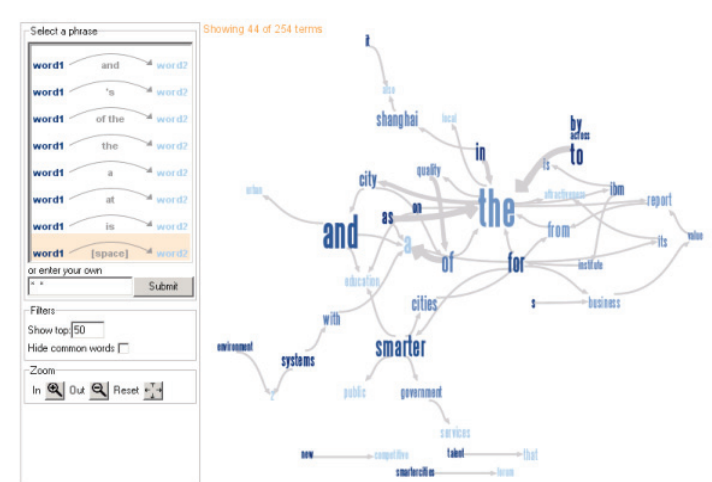 Select a phrase
Showing 44 of 254 terms
word1 and word2
word1 's word2
word1 of the word2
word1 the word2
word1 a word2
word1 at word2
word1 is word2
word1 [space] word2
or enter your own
" "
Submit
Filters
Show top: 50
Hide common words
Zoom
In Out Reset
it
also
shanghai
local
by
across
in
to
is
quality
city
urban
attractiveness
ibm
report
the
as
on
and
a
of
from
for
its
value
institute
education
cities
s
business
with
smarter
environment
systems
public
government
services
now
competitive
talent
that
smartercities
forum